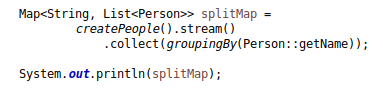 Map<String, List<Person>> splitMap =
createPeople().stream()
.collect(groupingBy(Person::getName));
System.out.println(splitMap);